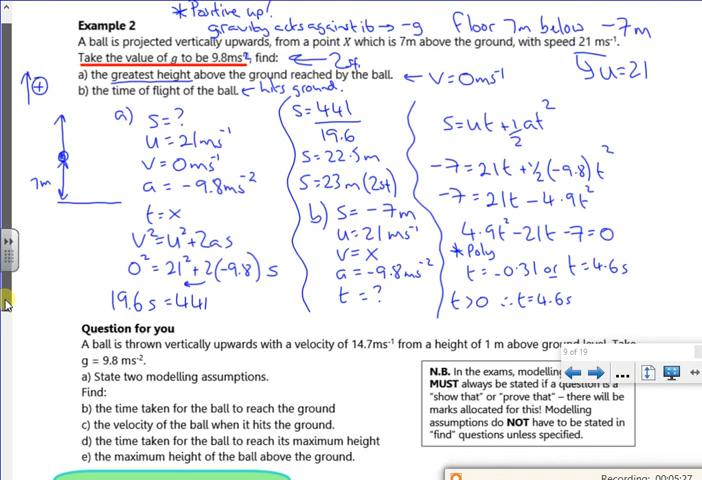 *Positive up!
gravity acts against it → -g
floor 7m below → -7m
Example 2
A ball is projected vertically upwards, from a point X which is 7m above the ground, with speed 21 ms⁻¹.
Take the value of g to be 9.8ms², find: ← 2sf.
u=21
a) the greatest height above the ground reached by the ball. ← v=0ms⁻¹
b) the time of flight of the ball. ← hits ground.
↑ +
7m
a) s=?
u=21ms⁻¹
v=0ms⁻¹
a=-9.8ms⁻²
t=x
v²=u²+2as
0²=21²+2(-9.8)s
19.6s=441
s=441/19.6
s=22.5m
s=23m(2sf)
b) s=-7m
u=21ms⁻¹
v=x
a=-9.8ms⁻²
t=?
s=ut+½at²
-7=21t+½(-9.8)t²
-7=21t-4.9t²
4.9t²-21t-7=0
*Poly
t=-0.31 or t=4.6s
t>0 ∴t=4.6s
Question for you
A ball is thrown vertically upwards with a velocity of 14.7ms⁻¹ from a height of 1 m above ground level. Take
g = 9.8 ms⁻².
a) State two modelling assumptions.
Find:
b) the time taken for the ball to reach the ground
c) the velocity of the ball when it hits the ground.
d) the time taken for the ball to reach its maximum height
e) the maximum height of the ball above the ground.
9 of 19
...
N.B. In the exams, modelling
MUST always be stated if a question is a
"show that" or "prove that" – there will be
marks allocated for this! Modelling
assumptions do NOT have to be stated in
"find" questions unless specified.
Recording: 00:05:27